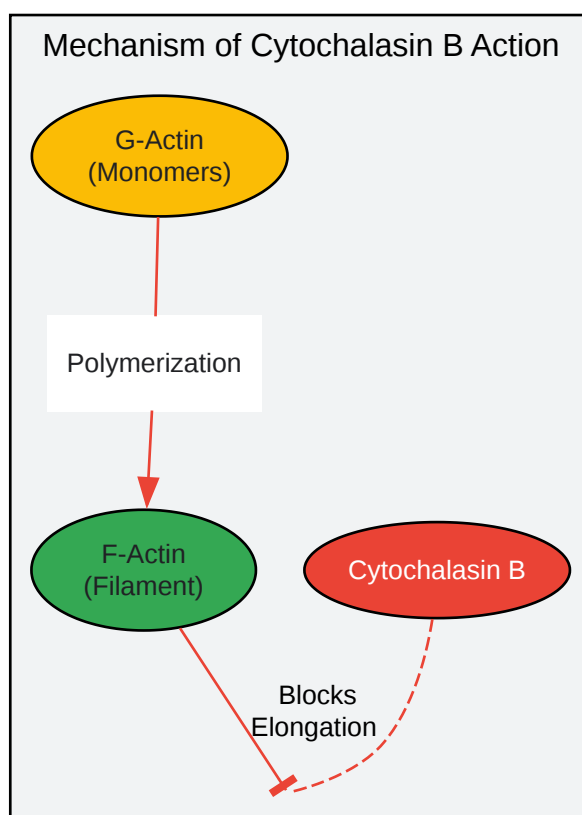 Mechanism of Cytochalasin B Action
G-Actin
(Monomers)
Polymerization
F-Actin
(Filament)
Cytochalasin B
Blocks
Elongation